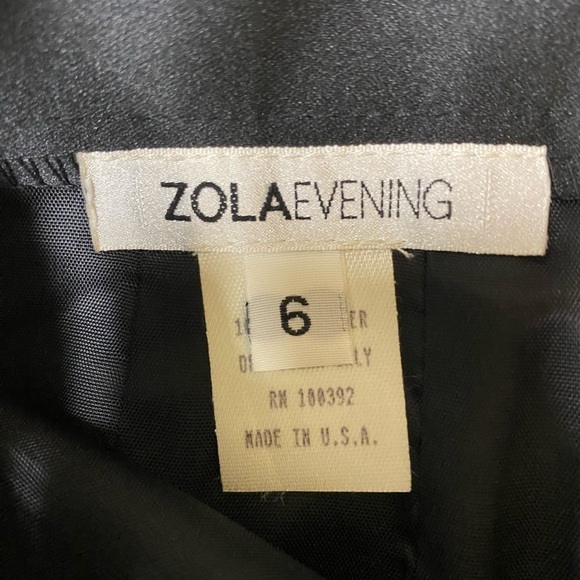 ZOLAEVENING
6
RN 100392
MADE IN U.S.A.